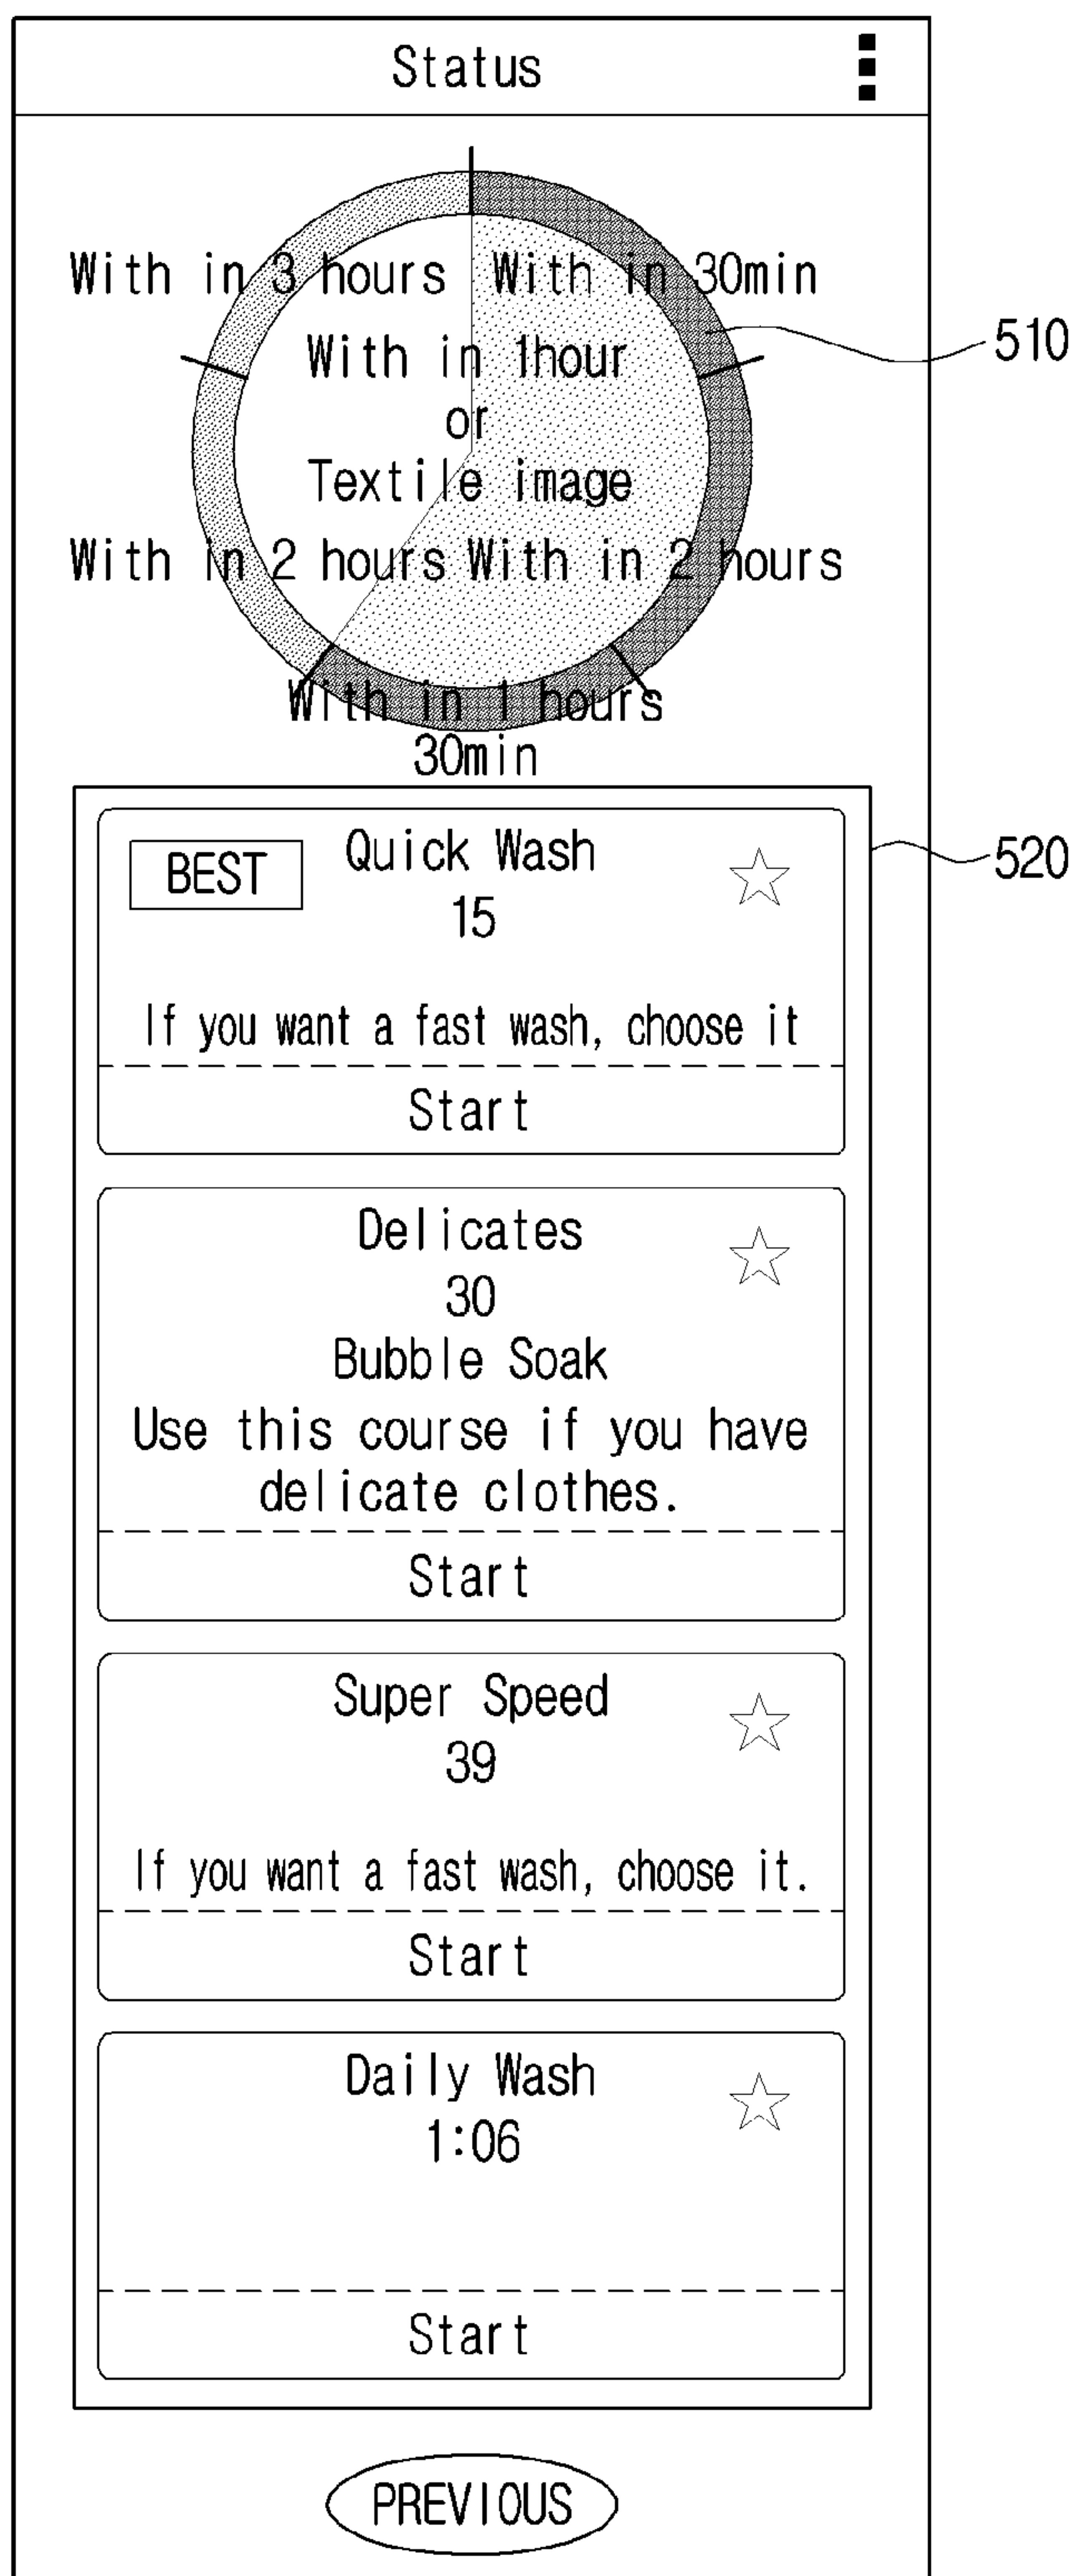 Status
With in 3 hours With in 30min
510
With in 1hour
or
Textile image
With in 2 hours With in 2 hours
With in 1 hours
30min
520
BEST
Quick Wash
15
If you want a fast wash, choose it
Start
Delicates
30
Bubble Soak
Use this course if you have
delicate clothes.
Start
Super Speed
39
If you want a fast wash, choose it.
Start
Daily Wash
1:06
Start
PREVIOUS